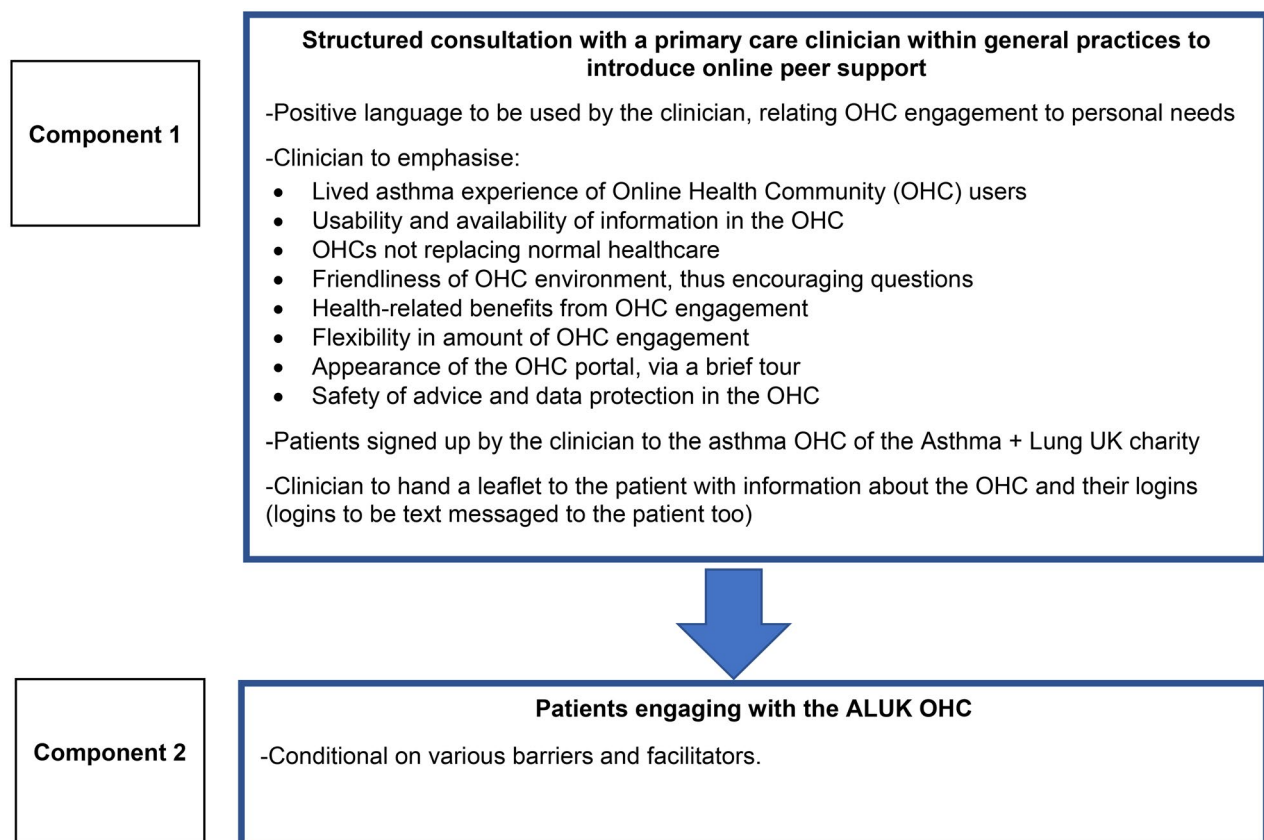 Component 1
Structured consultation with a primary care clinician within general practices to
introduce online peer support
-Positive language to be used by the clinician, relating OHC engagement to personal needs
-Clinician to emphasise:
• Lived asthma experience of Online Health Community (OHC) users
• Usability and availability of information in the OHC
• OHCs not replacing normal healthcare
• Friendliness of OHC environment, thus encouraging questions
• Health-related benefits from OHC engagement
• Flexibility in amount of OHC engagement
• Appearance of the OHC portal, via a brief tour
• Safety of advice and data protection in the OHC
-Patients signed up by the clinician to the asthma OHC of the Asthma + Lung UK charity
-Clinician to hand a leaflet to the patient with information about the OHC and their logins
(logins to be text messaged to the patient too)
Component 2
Patients engaging with the ALUK OHC
-Conditional on various barriers and facilitators.